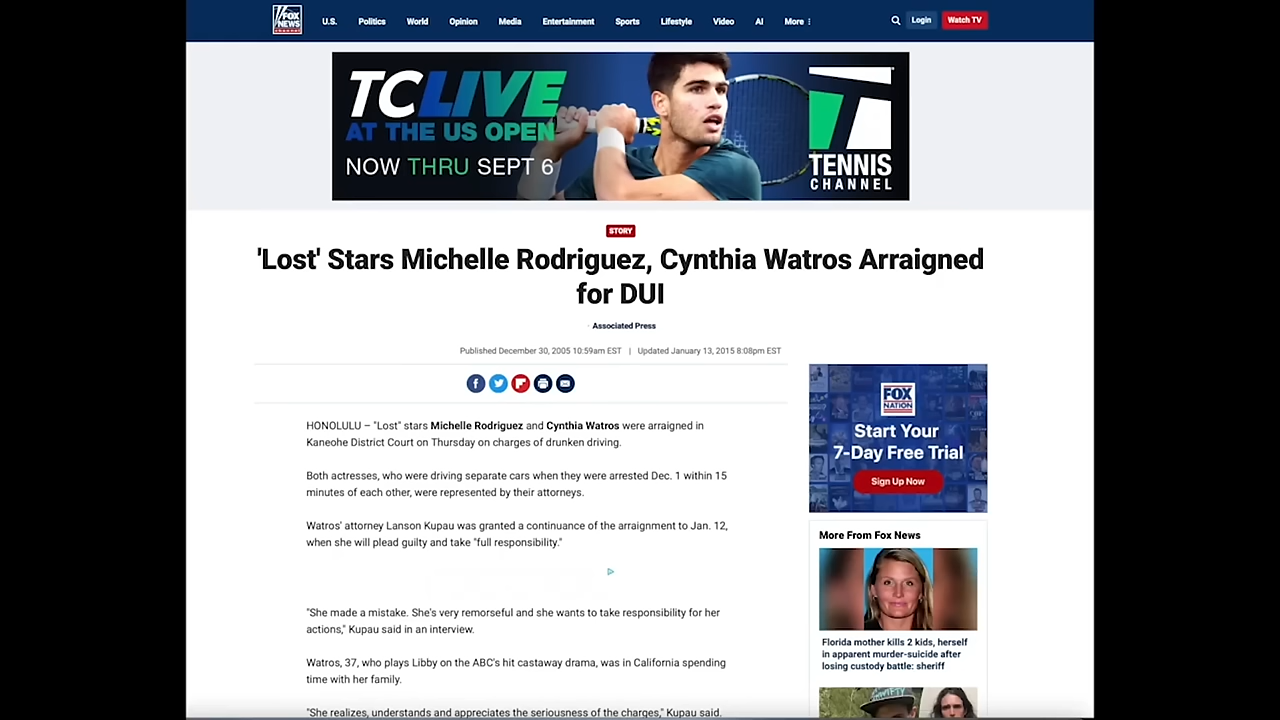 FOX
NEWS
channel
U.S. Politics World Opinion Media Entertainment Sports Lifestyle Video AI More
Login Watch TV
TCLIVE
AT THE US OPEN
NOW THRU SEPT 6
T
TENNIS
CHANNEL
STORY
'Lost' Stars Michelle Rodriguez, Cynthia Watros Arraigned
for DUI
Associated Press
Published December 30, 2005 10:59am EST | Updated January 13, 2015 8:08pm EST
HONOLULU – "Lost" stars Michelle Rodriguez and Cynthia Watros were arraigned in
Kaneohe District Court on Thursday on charges of drunken driving.
Both actresses, who were driving separate cars when they were arrested Dec. 1 within 15
minutes of each other, were represented by their attorneys.
Watros' attorney Lanson Kupau was granted a continuance of the arraignment to Jan. 12,
when she will plead guilty and take "full responsibility."
"She made a mistake. She's very remorseful and she wants to take responsibility for her
actions," Kupau said in an interview.
Watros, 37, who plays Libby on the ABC's hit castaway drama, was in California spending
time with her family.
"She realizes, understands and appreciates the seriousness of the charges," Kupau said.
FOX
NATION
Start Your
7-Day Free Trial
Sign Up Now
More From Fox News
Florida mother kills 2 kids, herself
in apparent murder-suicide after
losing custody battle: sheriff